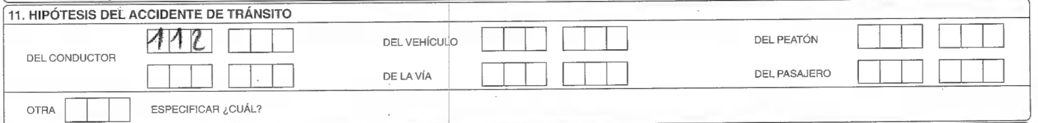 11. HIPÓTESIS DEL ACCIDENTE DE TRÁNSITO
DEL CONDUCTOR 112 DEL VEHÍCULO DEL PEATÓN
DE LA VÍA DEL PASAJERO
OTRA ESPECIFICAR ¿CUÁL?